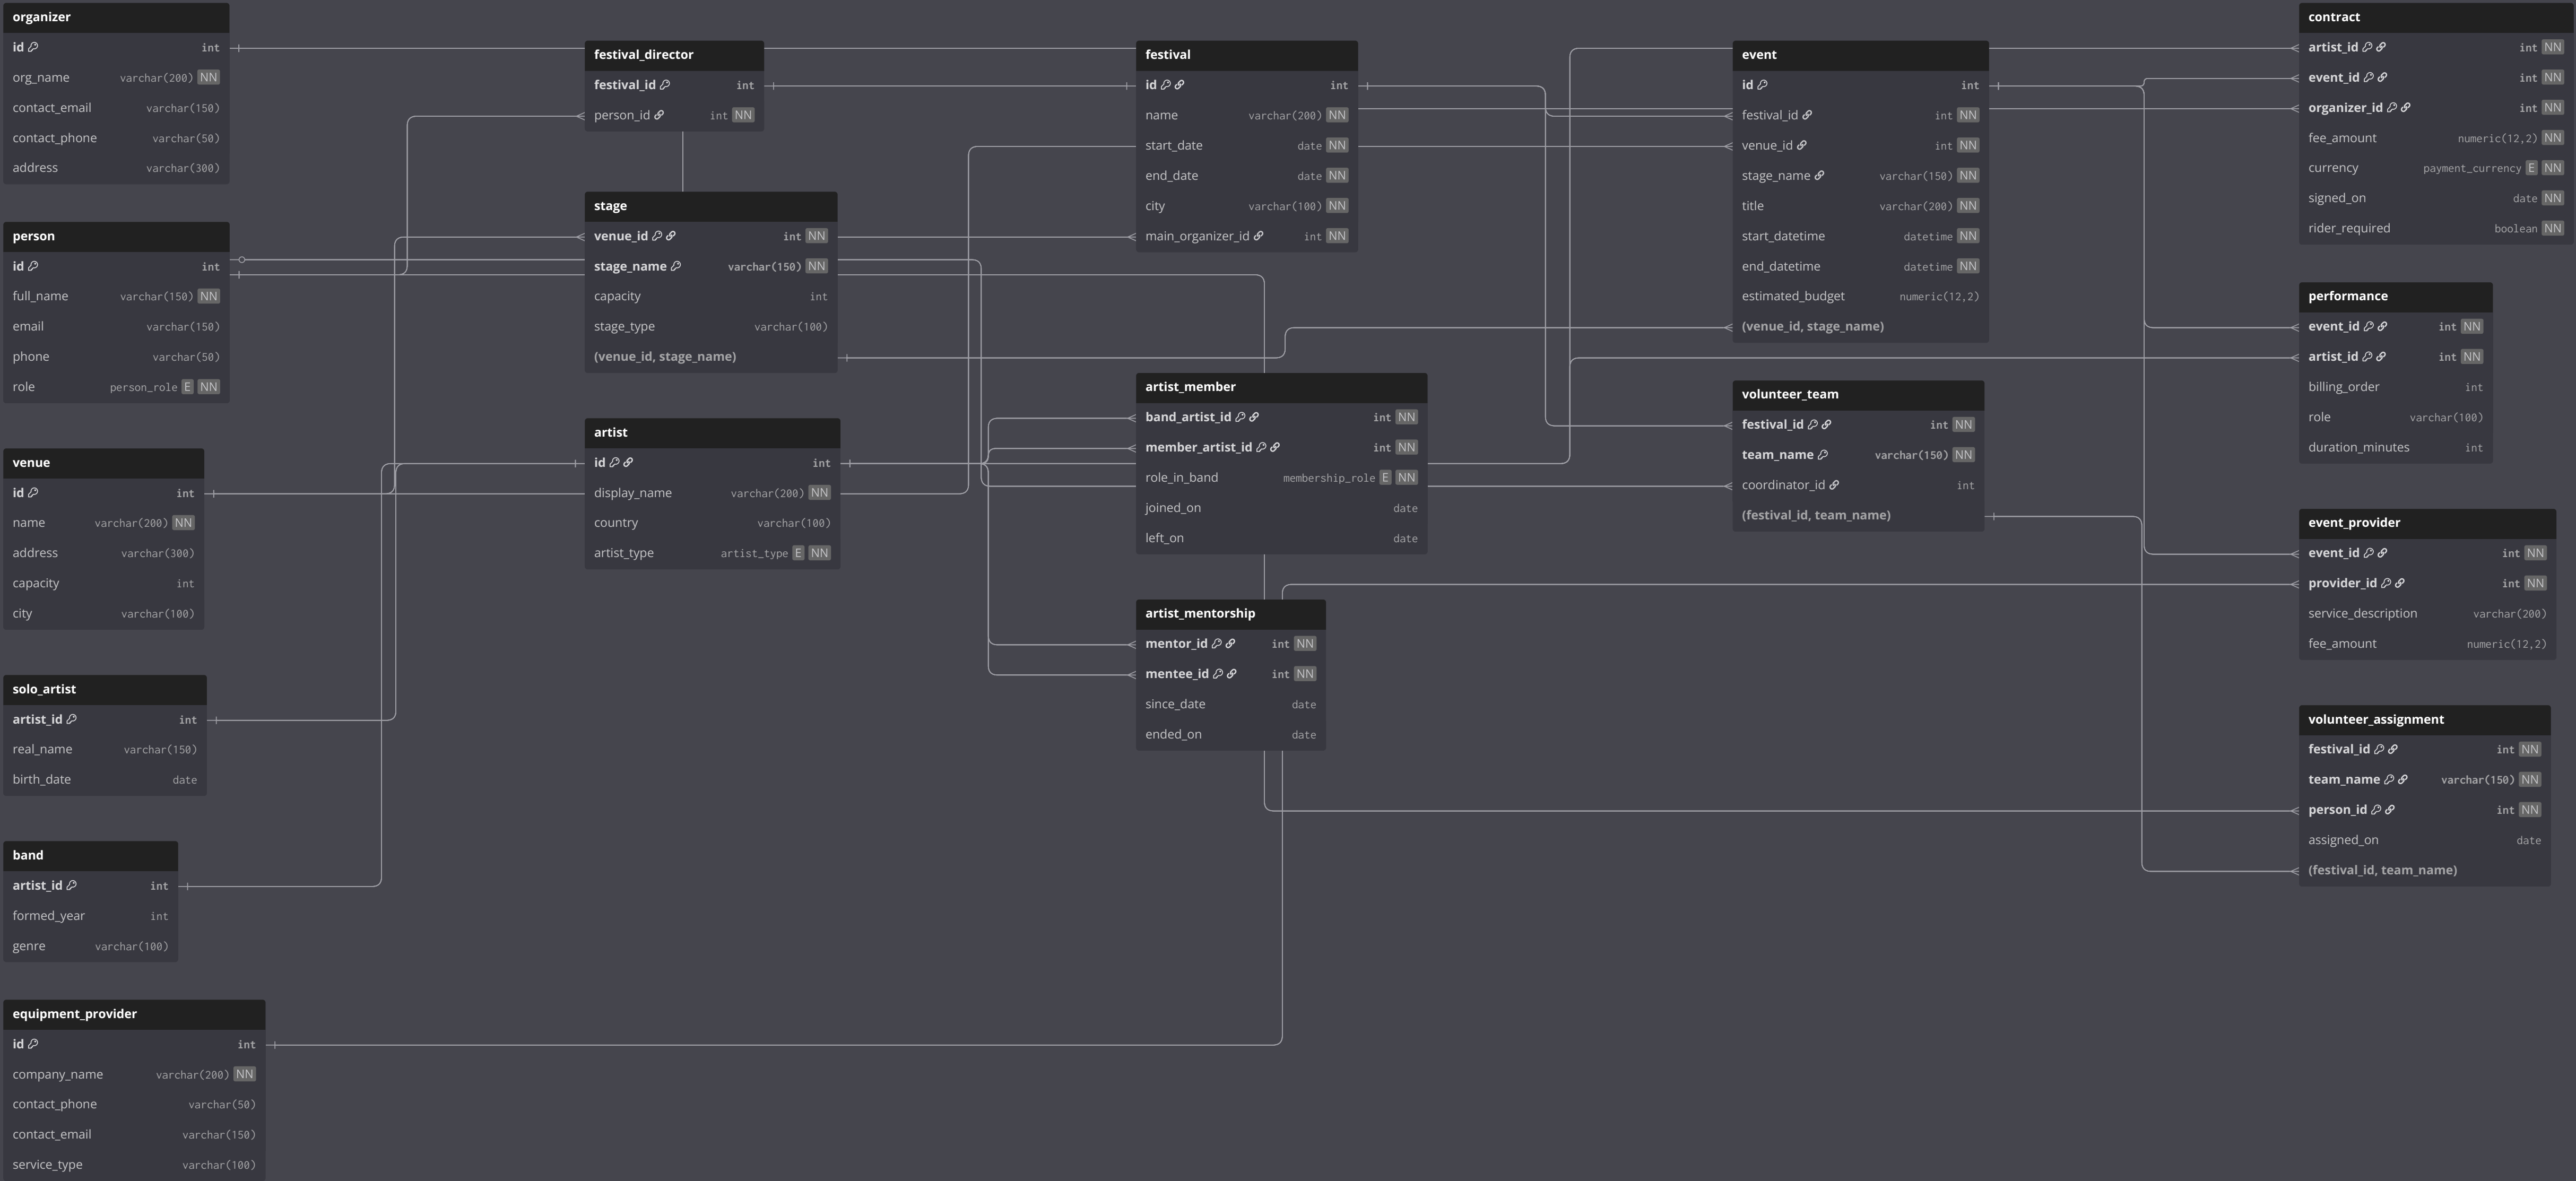 organizer
id int
org_name varchar(200) NN
contact_email varchar(150)
contact_phone varchar(50)
address varchar(300)
person
id int
full_name varchar(150) NN
email varchar(150)
phone varchar(50)
role person_role E NN
venue
id int
name varchar(200) NN
address varchar(300)
capacity int
city varchar(100)
solo_artist
artist_id int
real_name varchar(150)
birth_date date
band
artist_id int
formed_year int
genre varchar(100)
equipment_provider
id int
company_name varchar(200) NN
contact_phone varchar(50)
contact_email varchar(150)
service_type varchar(100)
festival_director
festival_id int
person_id int NN
stage
venue_id int NN
stage_name varchar(150) NN
capacity int
stage_type varchar(100)
(venue_id, stage_name)
artist
id int
display_name varchar(200) NN
country varchar(100)
artist_type artist_type E NN
festival
id int
name varchar(200) NN
start_date date NN
end_date date NN
city varchar(100) NN
main_organizer_id int NN
artist_member
band_artist_id int NN
member_artist_id int NN
role_in_band membership_role E NN
joined_on date
left_on date
artist_mentorship
mentor_id int NN
mentee_id int NN
since_date date
ended_on date
event
id int
festival_id int NN
venue_id int NN
stage_name varchar(150) NN
title varchar(200) NN
start_datetime datetime NN
end_datetime datetime NN
estimated_budget numeric(12,2)
(venue_id, stage_name)
volunteer_team
festival_id int NN
team_name varchar(150) NN
coordinator_id int
(festival_id, team_name)
contract
artist_id int NN
event_id int NN
organizer_id int NN
fee_amount numeric(12,2) NN
currency payment_currency E NN
signed_on date NN
rider_required boolean NN
performance
event_id int NN
artist_id int NN
billing_order int
role varchar(100)
duration_minutes int
event_provider
event_id int NN
provider_id int NN
service_description varchar(200)
fee_amount numeric(12,2)
volunteer_assignment
festival_id int NN
team_name varchar(150) NN
person_id int NN
assigned_on date
(festival_id, team_name)